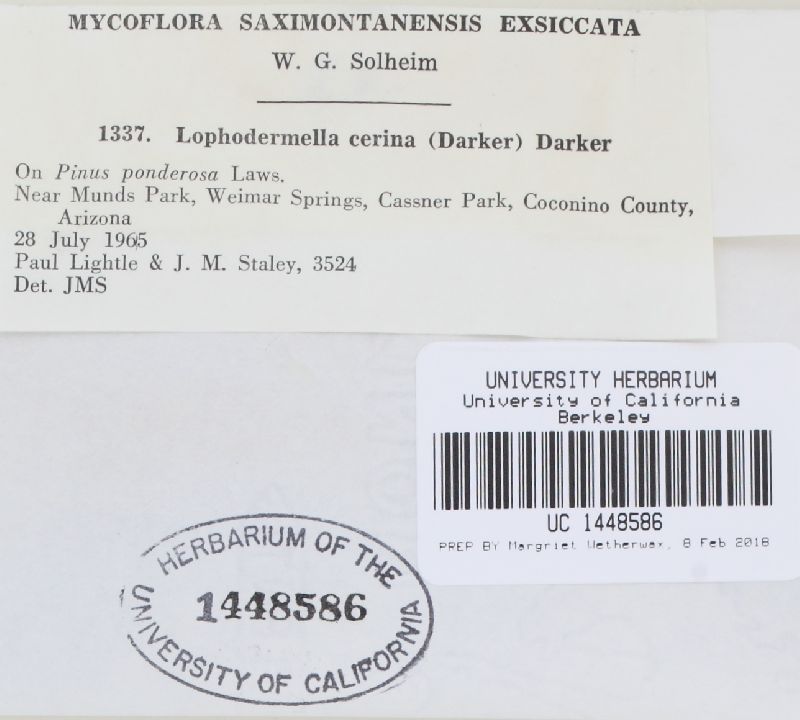 MYCOFLORA SAXIMONTANENSIS EXSICCATA
W. G. Solheim
1337. Lophodermella cerina (Darker) Darker
On Pinus ponderosa Laws.
Near Munds Park, Weimar Springs, Cassner Park, Coconino County,
Arizona
28 July 1965
Paul Lightle & J. M. Staley, 3524
Det. JMS
UNIVERSITY HERBARIUM
University of California
Berkeley
UC 1448586
PREP BY Margriet Wetherwax, 8 Feb 2018
HERBARIUM OF THE
1448586
UNIVERSITY OF CALIFORNIA